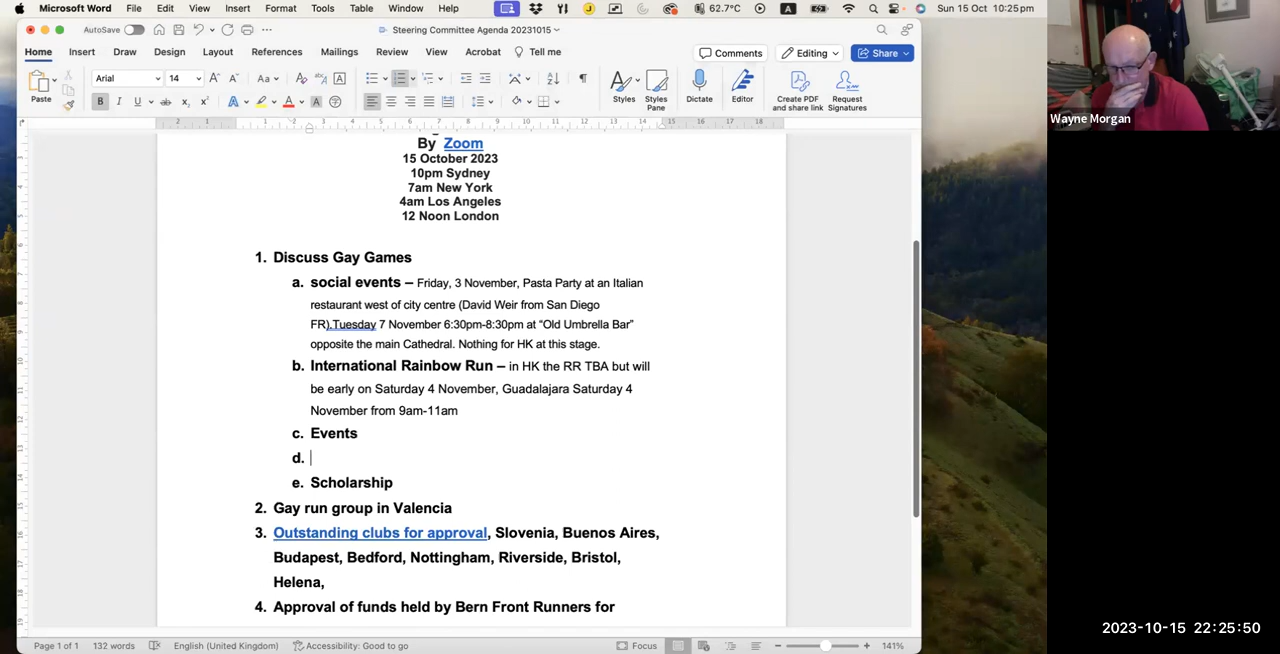 Microsoft Word File Edit View Insert Format Tools Table Window Help 62.7°C A Sun 15 Oct 10:25 pm
AutoSave Steering Committee Agenda 20231015
Home Insert Draw Design Layout References Mailings Review View Acrobat Tell me Comments Editing Share
Paste Arial 14 Styles Styles Pane Dictate Editor Create PDF and share link Request Signatures
Wayne Morgan
By Zoom
15 October 2023
10pm Sydney
7am New York
4am Los Angeles
12 Noon London
1. Discuss Gay Games
a. social events – Friday, 3 November, Pasta Party at an Italian
restaurant west of city centre (David Weir from San Diego
FR).Tuesday 7 November 6:30pm-8:30pm at “Old Umbrella Bar”
opposite the main Cathedral. Nothing for HK at this stage.
b. International Rainbow Run – in HK the RR TBA but will
be early on Saturday 4 November, Guadalajara Saturday 4
November from 9am-11am
c. Events
d.
e. Scholarship
2. Gay run group in Valencia
3. Outstanding clubs for approval, Slovenia, Buenos Aires,
Budapest, Bedford, Nottingham, Riverside, Bristol,
Helena,
4. Approval of funds held by Bern Front Runners for
Page 1 of 1 132 words English (United Kingdom) Accessibility: Good to go Focus 141%
2023-10-15 22:25:50